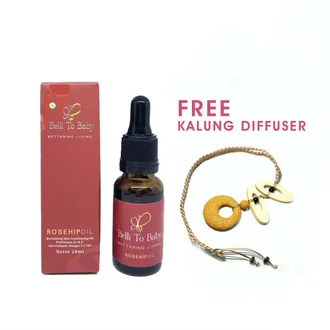 Belli To Baby
BETTERING LIVING
ROSEHIPOIL
Netto 20ml
Belli To Baby
BETTERING LIVING
ROSEHIPOIL
FREE
KALUNG DIFFUSER